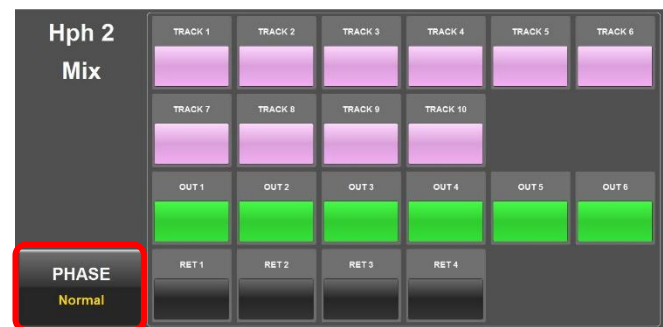 Hph 2
Mix
TRACK 1 TRACK 2 TRACK 3 TRACK 4 TRACK 5 TRACK 6
TRACK 7 TRACK 8 TRACK 9 TRACK 10
OUT 1 OUT 2 OUT 3 OUT 4 OUT 5 OUT 6
PHASE
Normal
RET 1 RET 2 RET 3 RET 4